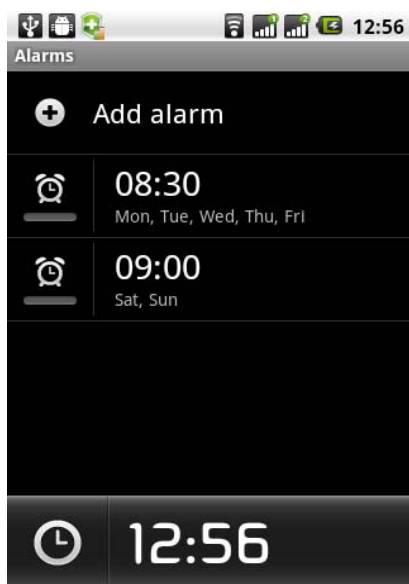 12:56
Alarms
Add alarm
08:30
Mon, Tue, Wed, Thu, Fri
09:00
Sat, Sun
12:56